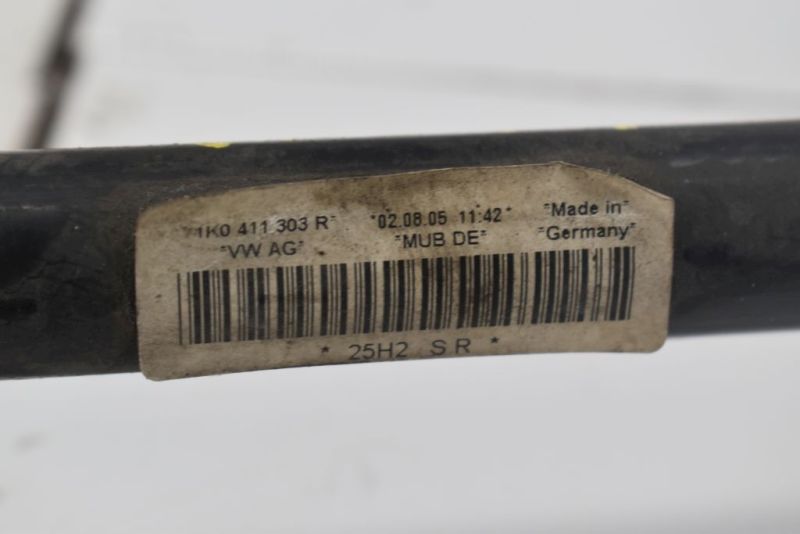 *1K0 411 303 R* *02.08.05 11:42* *Made in*
*VW AG* *MUB DE* *Germany*
* 25H2 S R *